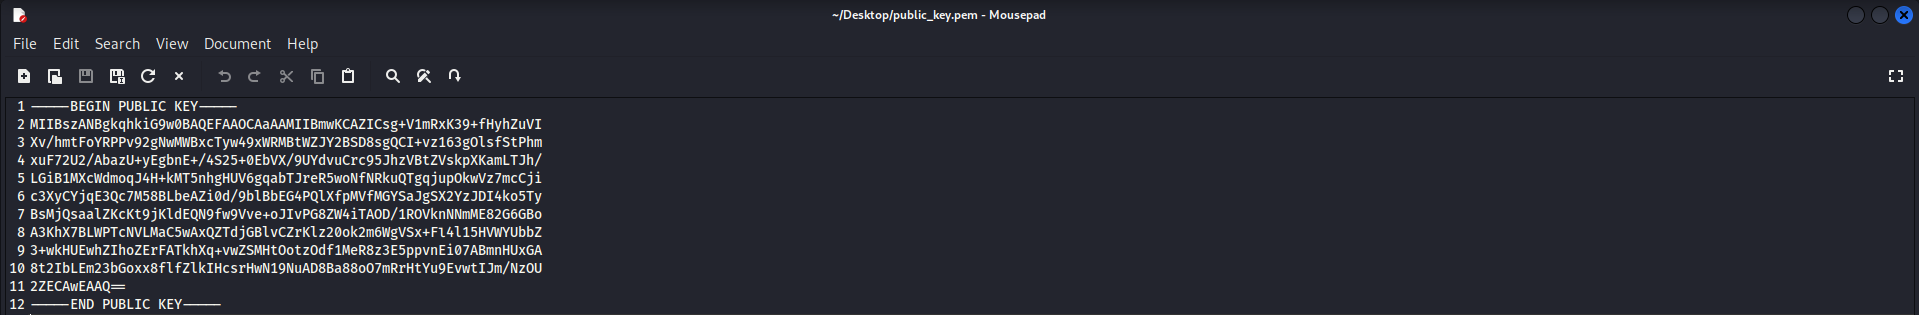 ~/Desktop/public_key.pem - Mousepad
File Edit Search View Document Help
1 -----BEGIN PUBLIC KEY-----
2 MIIBszANBgkqhkiG9w0BAQEFAAOCAaAAMIIBmwKCAZICsg+V1mRxK39+fHyhZuVI
3 Xv/hmtFoYRPPv92gNwMWBxcTyw49xWRMBtWZJY2BSD8sgQCI+vz163gOlsfStPhm
4 xuF72U2/AbazU+yEgbnE+/4S25+0EbVX/9UYdvuCrc95JhzVBtZVskpXKamLTJh/
5 LGiB1MXcWdmoqJ4H+kMT5nhgHUV6gqabTJreR5woNfNRkuQTgqjupOkwVz7mcCji
6 c3XyCYjqE3Qc7M58BLbeAZi0d/9blBbEG4PQlXfpMVfMGYSaJgSX2YzJDI4ko5Ty
7 BsMjQsaalZKcKt9jKldEQN9fw9Vve+oJIvPG8ZW4iTAOD/1ROVknNNmME82G6GBo
8 A3KhX7BLWPTcNVLMaC5wAxQZTdjGBlvCZrKlz20ok2m6WgVSx+Fl4l15HVWYUbbZ
9 3+wkHUEwhZIhoZErFATkhXq+vwZSMHtOotzOdf1MeR8z3E5ppvnEi07ABmnHUxGA
10 8t2IbLEm23bGoxx8flfZlkIHcsrHwN19NuAD8Ba88oO7mRrHtYu9EvwtIJm/NzOU
11 2ZECAwEAAQ==
12 -----END PUBLIC KEY-----